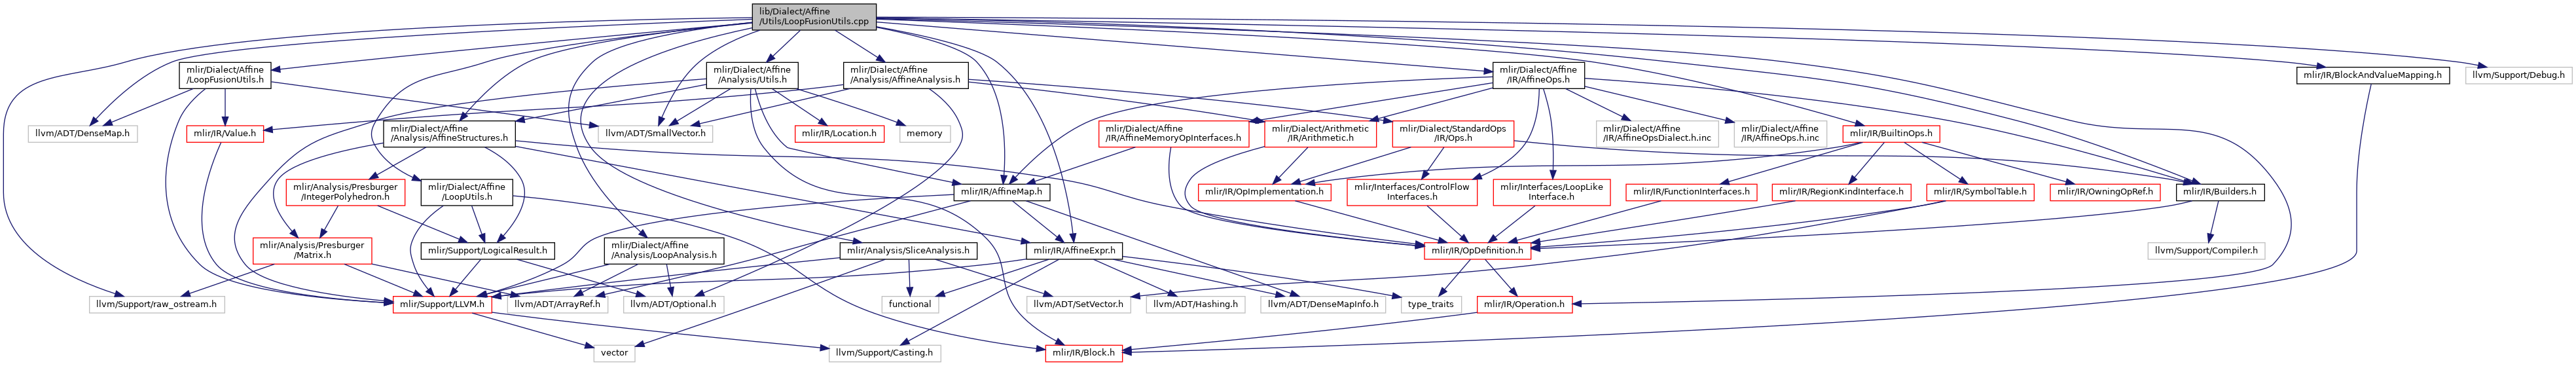 lib/Dialect/Affine
/Utils/LoopFusionUtils.cpp
mlir/Dialect/Affine
/LoopFusionUtils.h
mlir/Dialect/Affine
/Analysis/Utils.h
mlir/Dialect/Affine
/Analysis/AffineAnalysis.h
mlir/Dialect/Affine
/IR/AffineOps.h
mlir/IR/BlockAndValueMapping.h
llvm/Support/Debug.h
llvm/ADT/DenseMap.h
mlir/IR/Value.h
mlir/Dialect/Affine
/Analysis/AffineStructures.h
llvm/ADT/SmallVector.h
mlir/IR/Location.h
memory
mlir/Dialect/Affine
/IR/AffineMemoryOpInterfaces.h
mlir/Dialect/Arithmetic
/IR/Arithmetic.h
mlir/Dialect/StandardOps
/IR/Ops.h
mlir/Dialect/Affine
/IR/AffineOpsDialect.h.inc
mlir/Dialect/Affine
/IR/AffineOps.h.inc
mlir/IR/BuiltinOps.h
mlir/Analysis/Presburger
/IntegerPolyhedron.h
mlir/Dialect/Affine
/LoopUtils.h
mlir/IR/AffineMap.h
mlir/IR/OpImplementation.h
mlir/Interfaces/ControlFlow
Interfaces.h
mlir/Interfaces/LoopLike
Interface.h
mlir/IR/FunctionInterfaces.h
mlir/IR/RegionKindInterface.h
mlir/IR/SymbolTable.h
mlir/IR/OwningOpRef.h
mlir/IR/Builders.h
mlir/Analysis/Presburger
/Matrix.h
mlir/Support/LogicalResult.h
mlir/Dialect/Affine
/Analysis/LoopAnalysis.h
mlir/Analysis/SliceAnalysis.h
mlir/IR/AffineExpr.h
mlir/IR/OpDefinition.h
llvm/Support/Compiler.h
llvm/Support/raw_ostream.h
mlir/Support/LLVM.h
llvm/ADT/ArrayRef.h
llvm/ADT/Optional.h
functional
llvm/ADT/SetVector.h
llvm/ADT/Hashing.h
llvm/ADT/DenseMapInfo.h
type_traits
mlir/IR/Operation.h
vector
llvm/Support/Casting.h
mlir/IR/Block.h